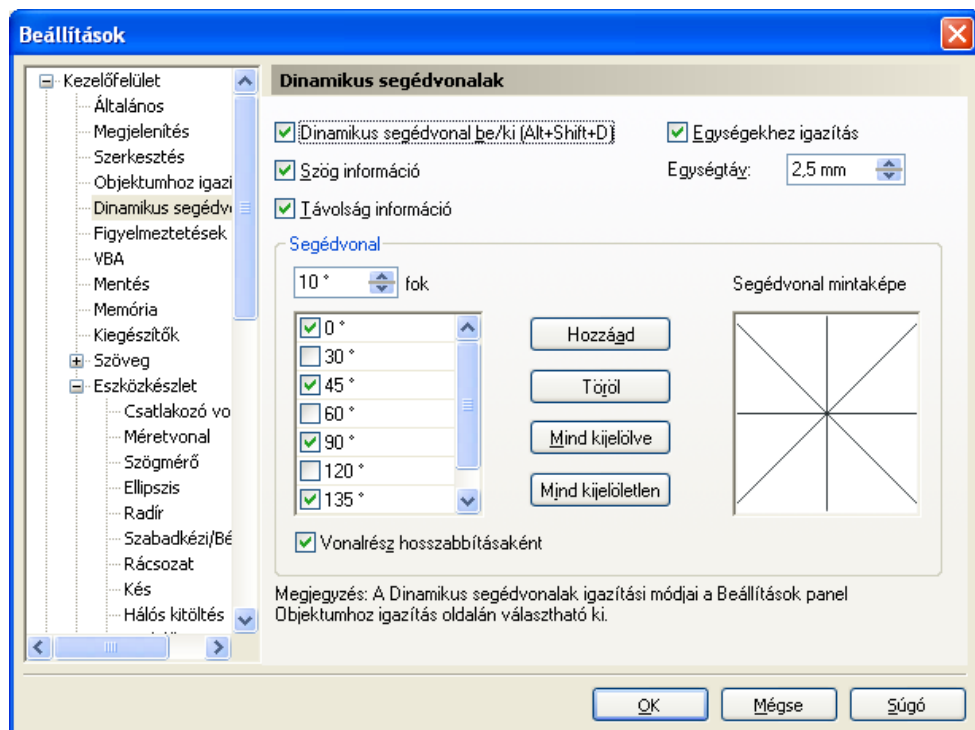 Beállítások
Kezelőfelület
Általános
Megjelenítés
Szerkesztés
Objektumhoz igazi
Dinamikus segédv
Figyelmeztetések
VBA
Mentés
Memória
Kiegészítők
Szöveg
Eszközkészlet
Csatlakozó vo
Méretvonal
Szögmérő
Ellipszis
Radír
Szabadkézi/Bé
Rácsozat
Kés
Hálós kitöltés
Dinamikus segédvonalak
Dinamikus segédvonal be/ki (Alt+Shift+D)
Egységekhez igazítás
Szög információ
Egységtáv:
2,5 mm
Távolság információ
Segédvonal
10 °
fok
Segédvonal mintaképe
0 °
30 °
45 °
60 °
90 °
120 °
135 °
Hozzáad
Töröl
Mind kijelölve
Mind kijelöletlen
Vonalrész hosszabbításaként
Megjegyzés: A Dinamikus segédvonalak igazítási módjai a Beállítások panel
Objektumhoz igazítás oldalán választható ki.
OK
Mégse
Súgó